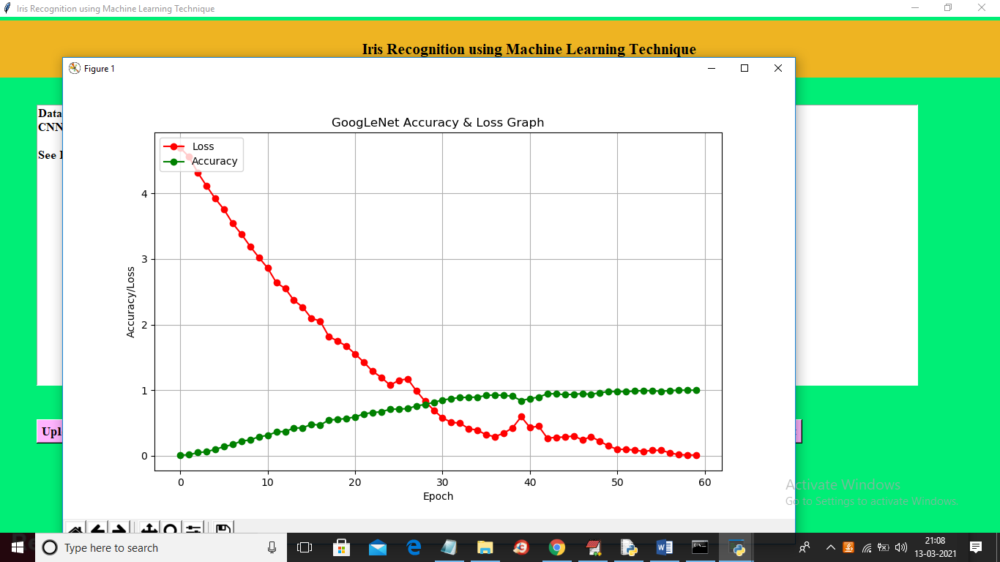 Iris Recognition using Machine Learning Technique
Iris Recognition using Machine Learning Technique
Figure 1
Data
CNN
See
GoogLeNet Accuracy & Loss Graph
Loss
Accuracy
4
3
2
1
0
Accuracy/Loss
0 10 20 30 40 50 60
Epoch
Upl
Activate Windows
Go to Settings to activate Windows.
Type here to search
21:08
13-03-2021